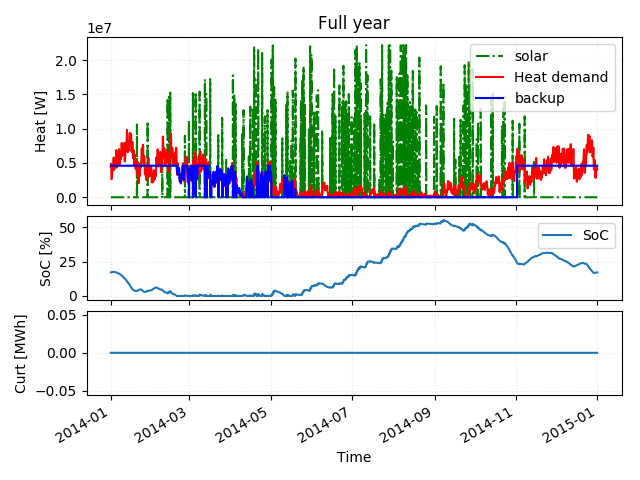 Full year
1e7
2.0
1.5
1.0
0.5
0.0
Heat [W]
solar
Heat demand
backup
50
25
0
SoC [%]
SoC
0.05
0.00
−0.05
Curt [MWh]
2014-01
2014-03
2014-05
2014-07
2014-09
2014-11
2015-01
Time